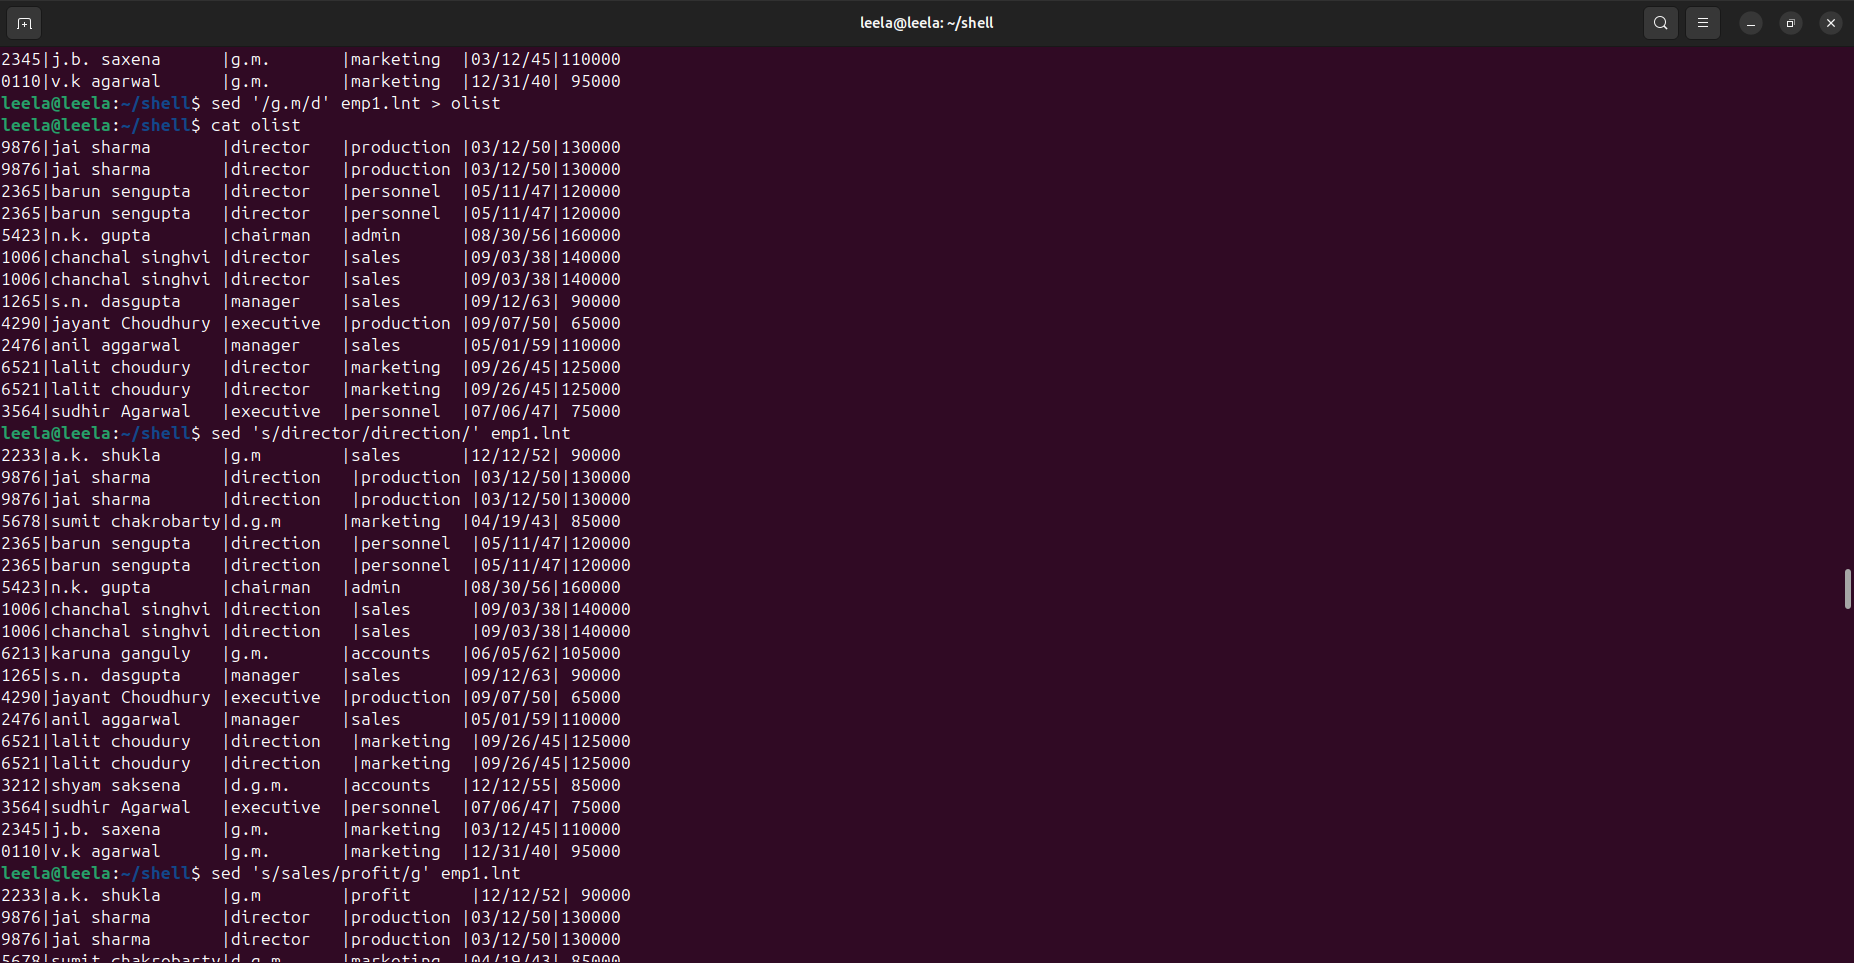 leela@leela: ~/shell
2345|j.b. saxena      |g.m.       |marketing  |03/12/45|110000
0110|v.k agarwal      |g.m.       |marketing  |12/31/40| 95000
leela@leela:~/shell$ sed '/g.m/d' emp1.lnt > olist
leela@leela:~/shell$ cat olist
9876|jai sharma       |director   |production |03/12/50|130000
9876|jai sharma       |director   |production |03/12/50|130000
2365|barun sengupta   |director   |personnel  |05/11/47|120000
2365|barun sengupta   |director   |personnel  |05/11/47|120000
5423|n.k. gupta       |chairman   |admin      |08/30/56|160000
1006|chanchal singhvi |director   |sales      |09/03/38|140000
1006|chanchal singhvi |director   |sales      |09/03/38|140000
1265|s.n. dasgupta    |manager    |sales      |09/12/63| 90000
4290|jayant Choudhury |executive  |production |09/07/50| 65000
2476|anil aggarwal    |manager    |sales      |05/01/59|110000
6521|lalit choudury   |director   |marketing  |09/26/45|125000
6521|lalit choudury   |director   |marketing  |09/26/45|125000
3564|sudhir Agarwal   |executive  |personnel  |07/06/47| 75000
leela@leela:~/shell$ sed 's/director/direction/' emp1.lnt
2233|a.k. shukla      |g.m        |sales      |12/12/52| 90000
9876|jai sharma       |direction   |production |03/12/50|130000
9876|jai sharma       |direction   |production |03/12/50|130000
5678|sumit chakrobarty|d.g.m      |marketing  |04/19/43| 85000
2365|barun sengupta   |direction   |personnel  |05/11/47|120000
2365|barun sengupta   |direction   |personnel  |05/11/47|120000
5423|n.k. gupta       |chairman   |admin      |08/30/56|160000
1006|chanchal singhvi |direction   |sales      |09/03/38|140000
1006|chanchal singhvi |direction   |sales      |09/03/38|140000
6213|karuna ganguly   |g.m.       |accounts   |06/05/62|105000
1265|s.n. dasgupta    |manager    |sales      |09/12/63| 90000
4290|jayant Choudhury |executive  |production |09/07/50| 65000
2476|anil aggarwal    |manager    |sales      |05/01/59|110000
6521|lalit choudury   |direction   |marketing  |09/26/45|125000
6521|lalit choudury   |direction   |marketing  |09/26/45|125000
3212|shyam saksena    |d.g.m.     |accounts   |12/12/55| 85000
3564|sudhir Agarwal   |executive  |personnel  |07/06/47| 75000
2345|j.b. saxena      |g.m.       |marketing  |03/12/45|110000
0110|v.k agarwal      |g.m.       |marketing  |12/31/40| 95000
leela@leela:~/shell$ sed 's/sales/profit/g' emp1.lnt
2233|a.k. shukla      |g.m        |profit      |12/12/52| 90000
9876|jai sharma       |director   |production |03/12/50|130000
9876|jai sharma       |director   |production |03/12/50|130000
5678|sumit chakrobarty|d.g.m      |marketing  |04/19/43| 85000